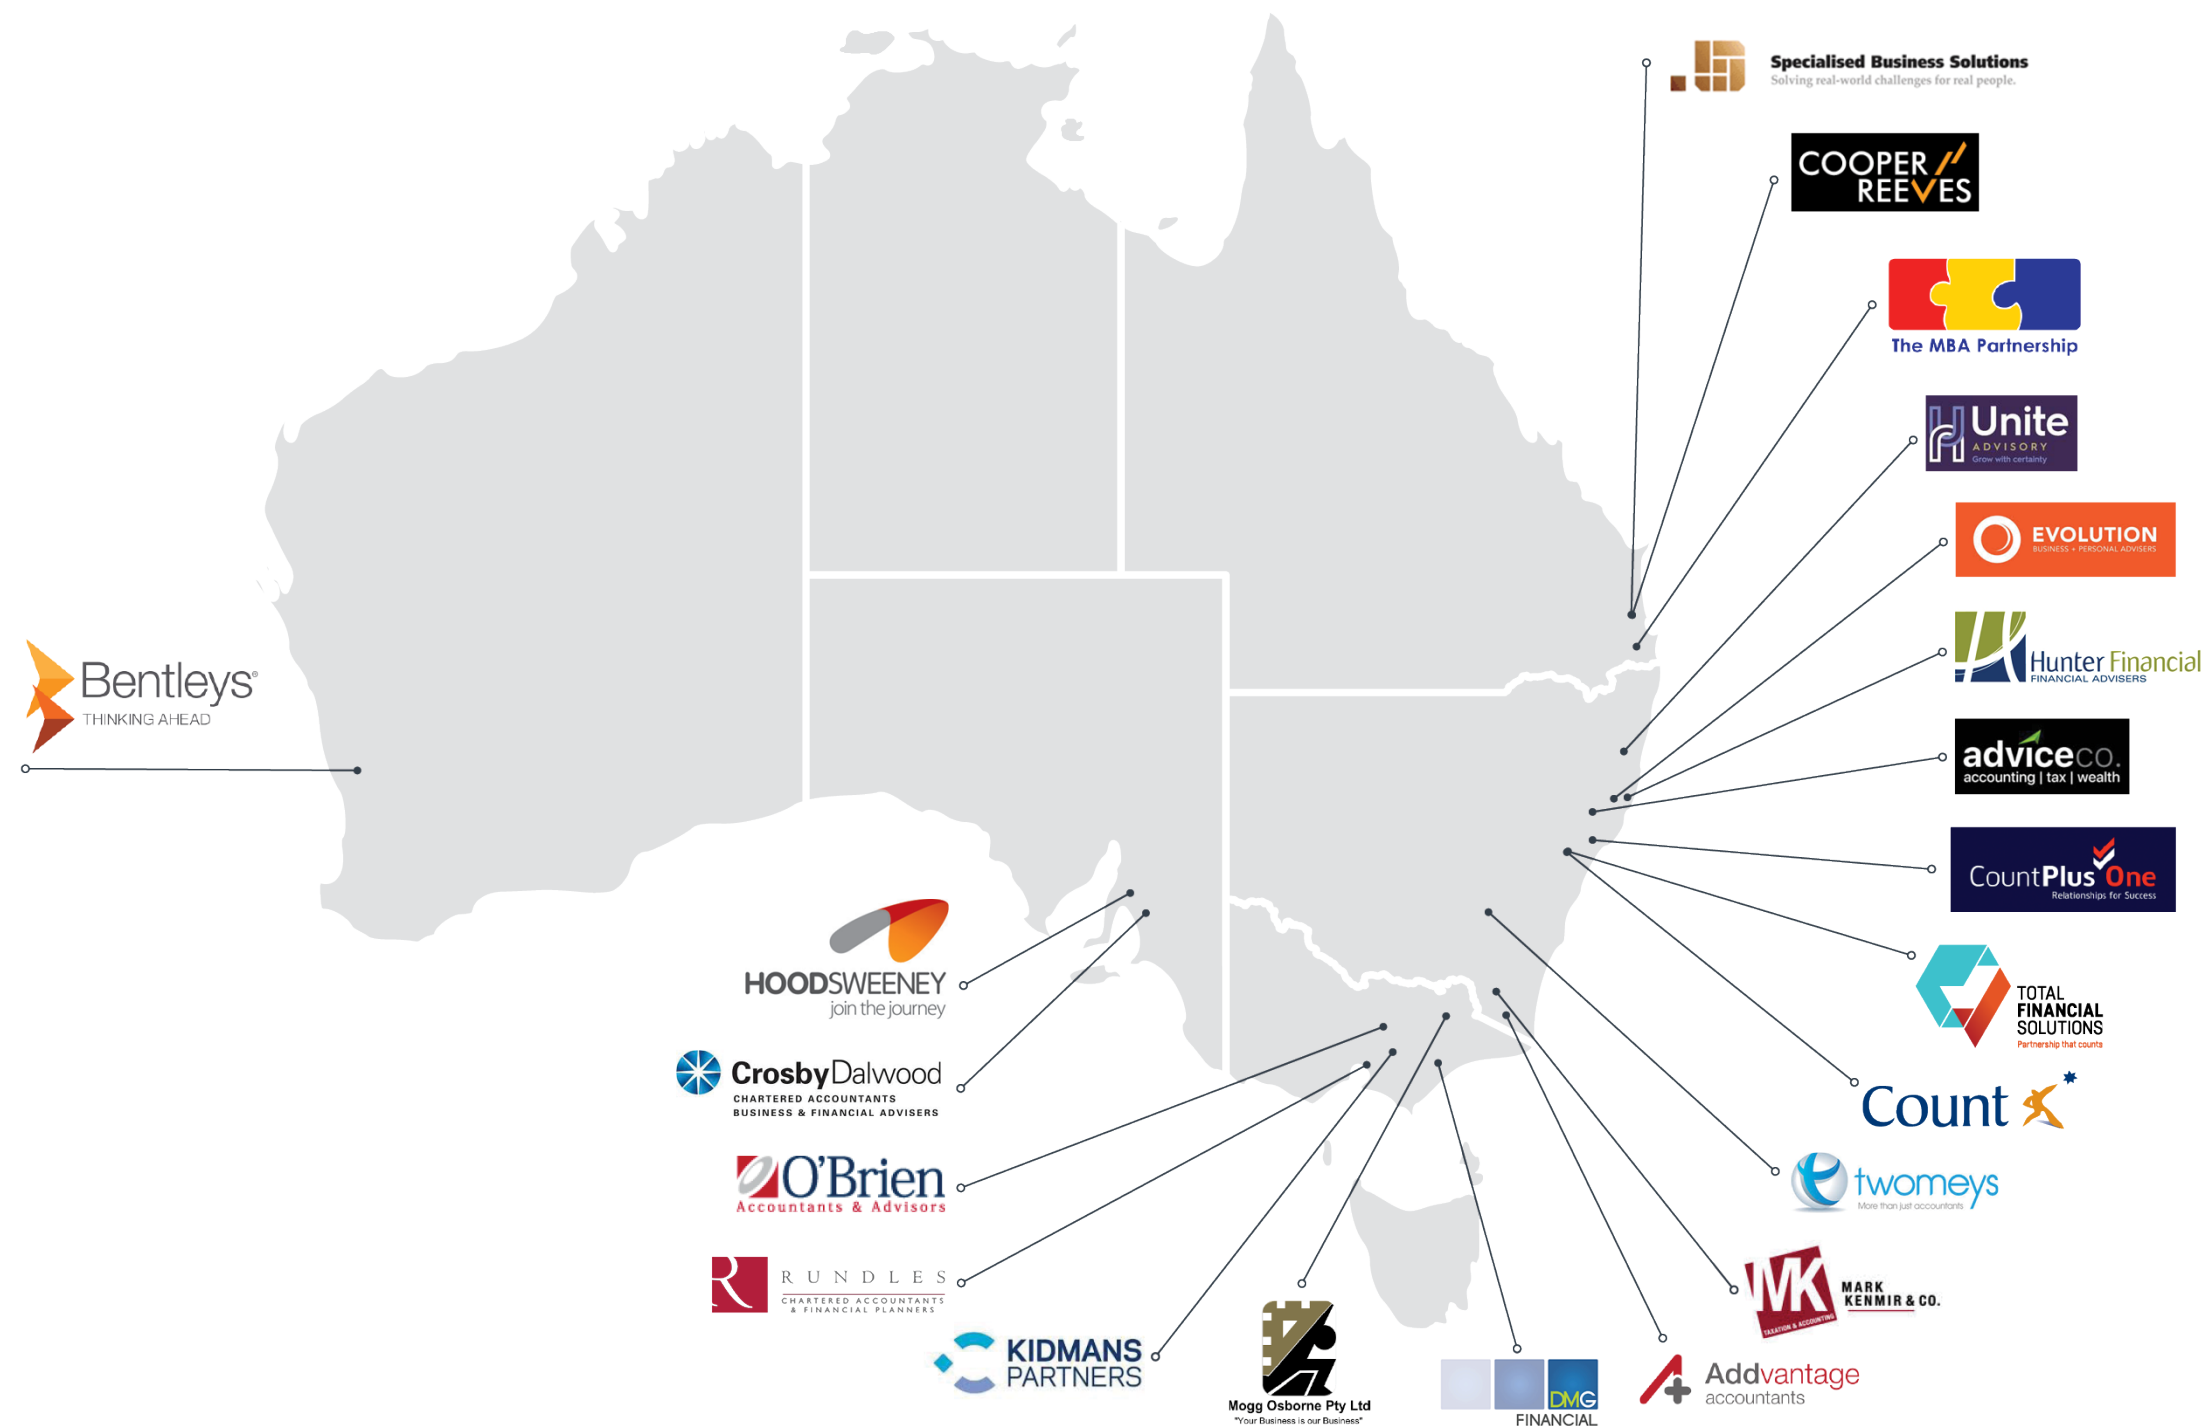 Specialised Business Solutions
Solving real-world challenges for real people.
COOPER
REEVES
The MBA Partnership
Unite
ADVISORY
Grow with certainty
EVOLUTION
BUSINESS + PERSONAL ADVISERS
Hunter Financial
FINANCIAL ADVISERS
adviceco.
accounting | tax | wealth
CountPlus One
Relationships for Success
TOTAL
FINANCIAL
SOLUTIONS
Partnership that counts
Count
twomeys
More than just accountants
MK
TAXATION & ACCOUNTING
MARK
KENMIR & CO.
Addvantage
accountants
DMG
FINANCIAL
Mogg Osborne Pty Ltd
"Your Business is our Business"
KIDMANS
PARTNERS
R
RUNDLES
CHARTERED ACCOUNTANTS
& FINANCIAL PLANNERS
O'Brien
Accountants & Advisors
CrosbyDalwood
CHARTERED ACCOUNTANTS
BUSINESS & FINANCIAL ADVISERS
HOODSWEENEY
join the journey
Bentleys®
THINKING AHEAD